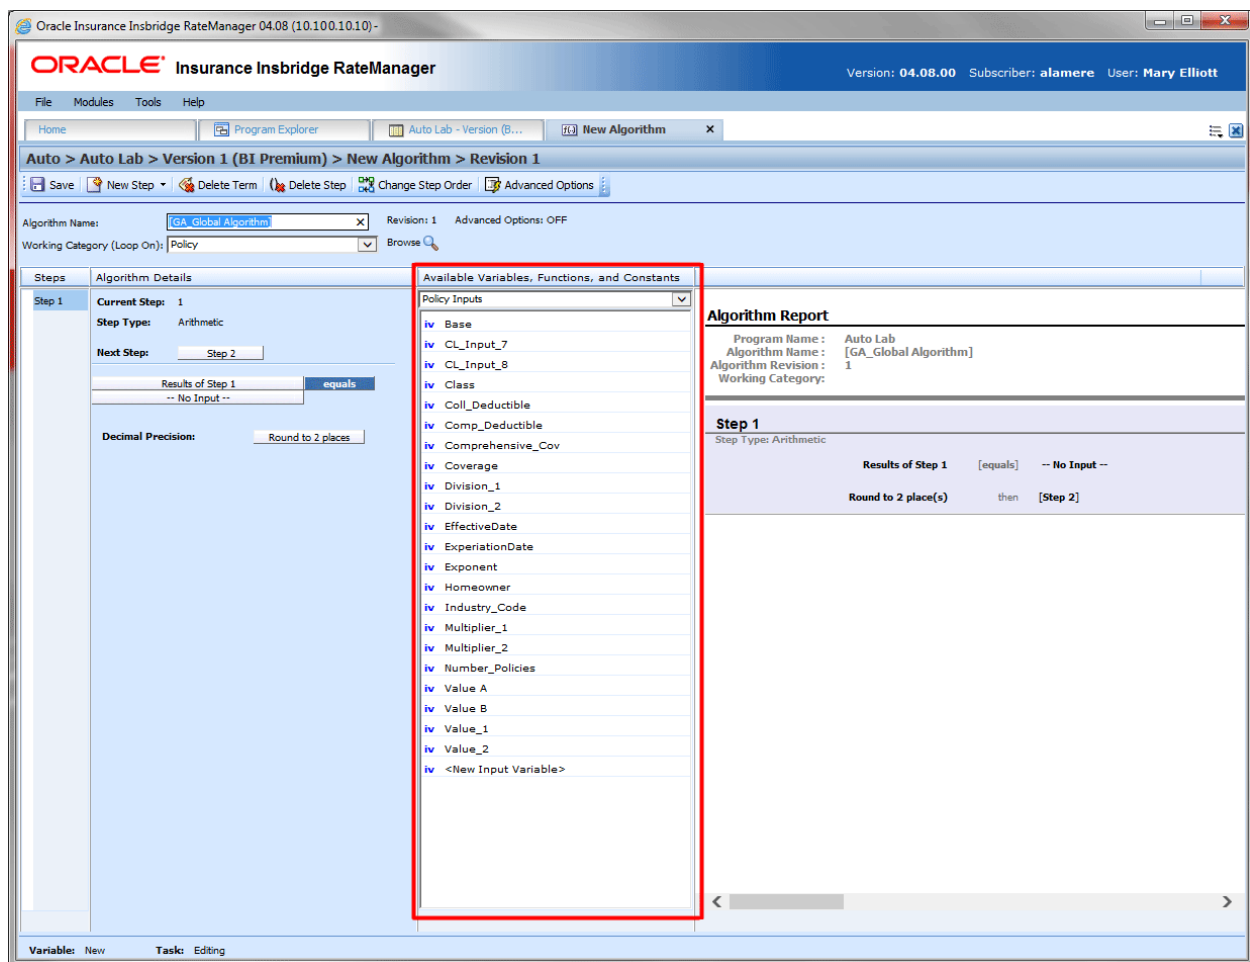 Oracle Insurance Insbridge RateManager 04.08 (10.100.10.10) -
ORACLE® Insurance Insbridge RateManager
Version: 04.08.00 Subscriber: alamere User: Mary Elliott
File Modules Tools Help
Home Program Explorer Auto Lab - Version (B... f(x) New Algorithm
Auto > Auto Lab > Version 1 (BI Premium) > New Algorithm > Revision 1
Save New Step Delete Term Delete Step Change Step Order Advanced Options
Algorithm Name: [GA_Global Algorithm] Revision: 1 Advanced Options: OFF
Working Category (Loop On): Policy Browse
Steps Algorithm Details Available Variables, Functions, and Constants
Step 1
Current Step: 1
Step Type: Arithmetic
Next Step: Step 2
Results of Step 1 equals
-- No Input --
Decimal Precision: Round to 2 places
Policy Inputs
iv Base
iv CL_Input_7
iv CL_Input_8
iv Class
iv Coll_Deductible
iv Comp_Deductible
iv Comprehensive_Cov
iv Coverage
iv Division_1
iv Division_2
iv EffectiveDate
iv ExperiationDate
iv Exponent
iv Homeowner
iv Industry_Code
iv Multiplier_1
iv Multiplier_2
iv Number_Policies
iv Value A
iv Value B
iv Value_1
iv Value_2
iv <New Input Variable>
Algorithm Report
Program Name : Auto Lab
Algorithm Name : [GA_Global Algorithm]
Algorithm Revision : 1
Working Category:
Step 1
Step Type: Arithmetic
Results of Step 1 [equals] -- No Input --
Round to 2 place(s) then [Step 2]
Variable: New Task: Editing